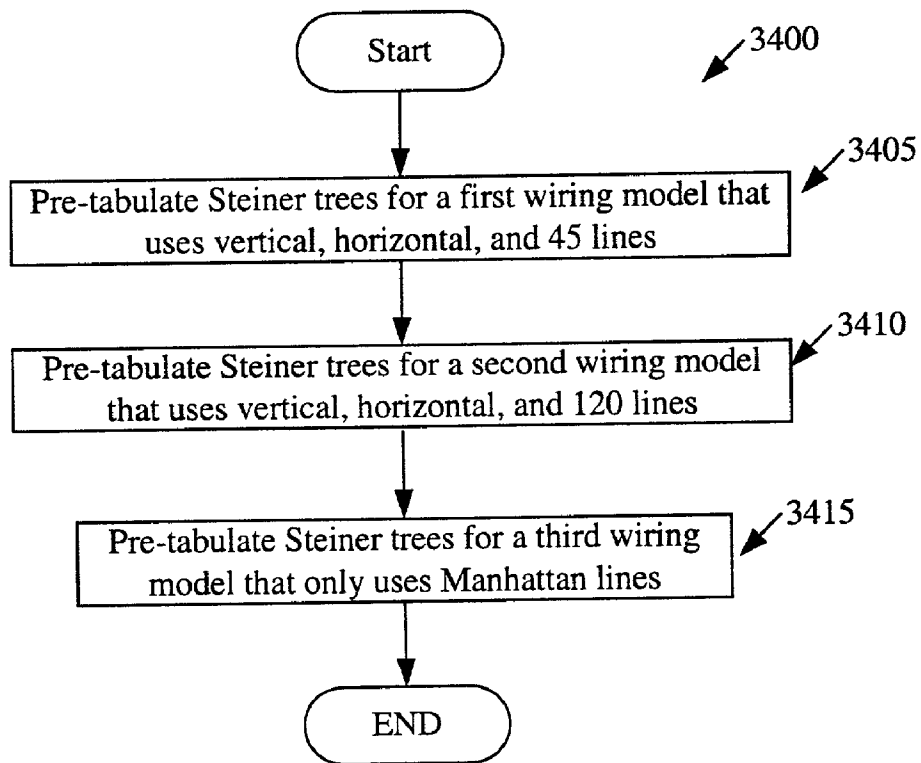 Start
3400
3405
Pre-tabulate Steiner trees for a first wiring model that
uses vertical, horizontal, and 45 lines
3410
Pre-tabulate Steiner trees for a second wiring model
that uses vertical, horizontal, and 120 lines
3415
Pre-tabulate Steiner trees for a third wiring
model that only uses Manhattan lines
END